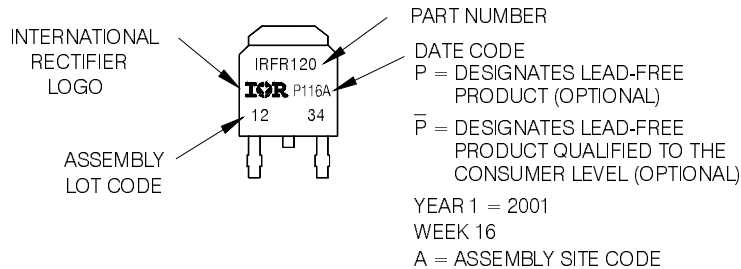 INTERNATIONAL
RECTIFIER
LOGO
ASSEMBLY
LOT CODE
IRFR120
IOR P116A
12 34
PART NUMBER
DATE CODE
P = DESIGNATES LEAD-FREE
PRODUCT (OPTIONAL)
P̅ = DESIGNATES LEAD-FREE
PRODUCT QUALIFIED TO THE
CONSUMER LEVEL (OPTIONAL)
YEAR 1 = 2001
WEEK 16
A = ASSEMBLY SITE CODE